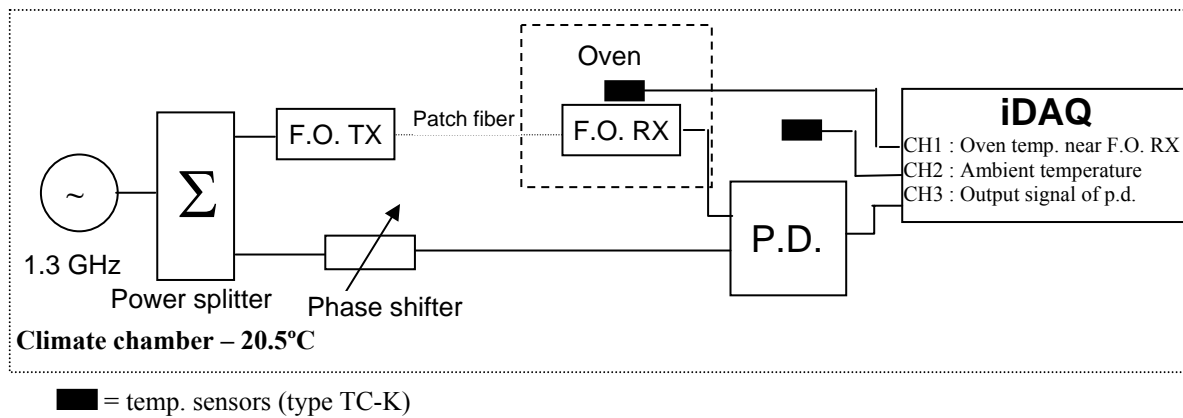 Oven
iDAQ
F.O. TX
Patch fiber
F.O. RX
CH1 : Oven temp. near F.O. RX
CH2 : Ambient temperature
CH3 : Output signal of p.d.
~
Σ
P.D.
1.3 GHz
Power splitter
Phase shifter
Climate chamber – 20.5ºC
= temp. sensors (type TC-K)